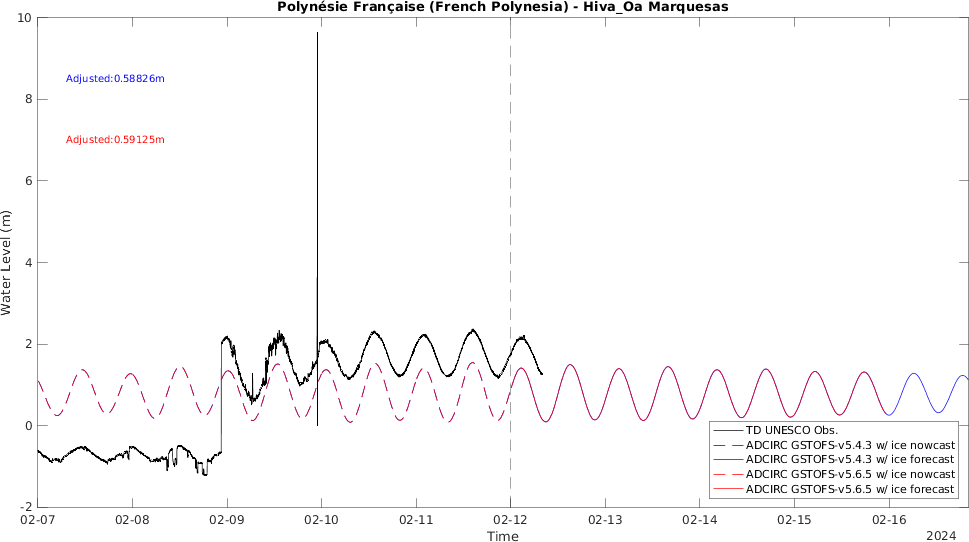 Polynésie Française (French Polynesia) - Hiva_Oa Marquesas
10
8
6
4
2
0
-2
Water Level (m)
Adjusted:0.58826m
Adjusted:0.59125m
TD UNESCO Obs.
ADCIRC GSTOFS-v5.4.3 w/ ice nowcast
ADCIRC GSTOFS-v5.4.3 w/ ice forecast
ADCIRC GSTOFS-v5.6.5 w/ ice nowcast
ADCIRC GSTOFS-v5.6.5 w/ ice forecast
02-07 02-08 02-09 02-10 02-11 02-12 02-13 02-14 02-15 02-16
Time
2024